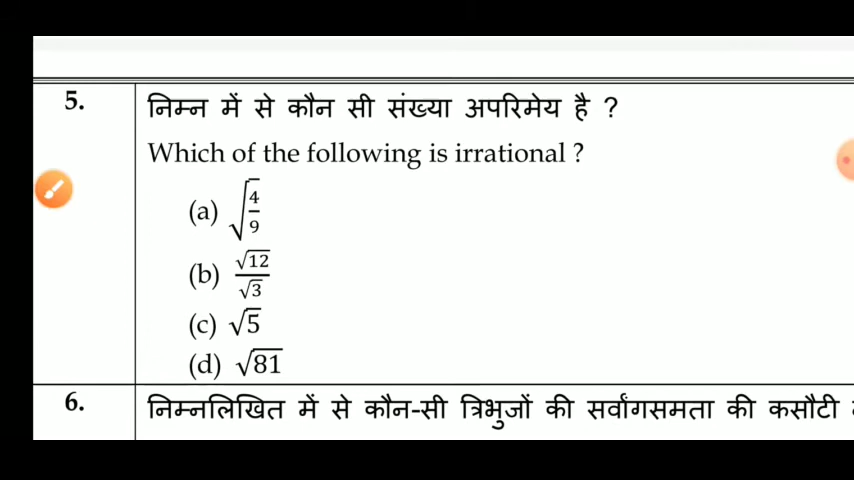 5.
निम्न में से कौन सी संख्या अपरिमेय है ?
Which of the following is irrational ?
(a) √4/9
(b) √12/√3
(c) √5
(d) √81
6.
निम्नलिखित में से कौन-सी त्रिभुजों की सर्वांगसमता की कसौटी